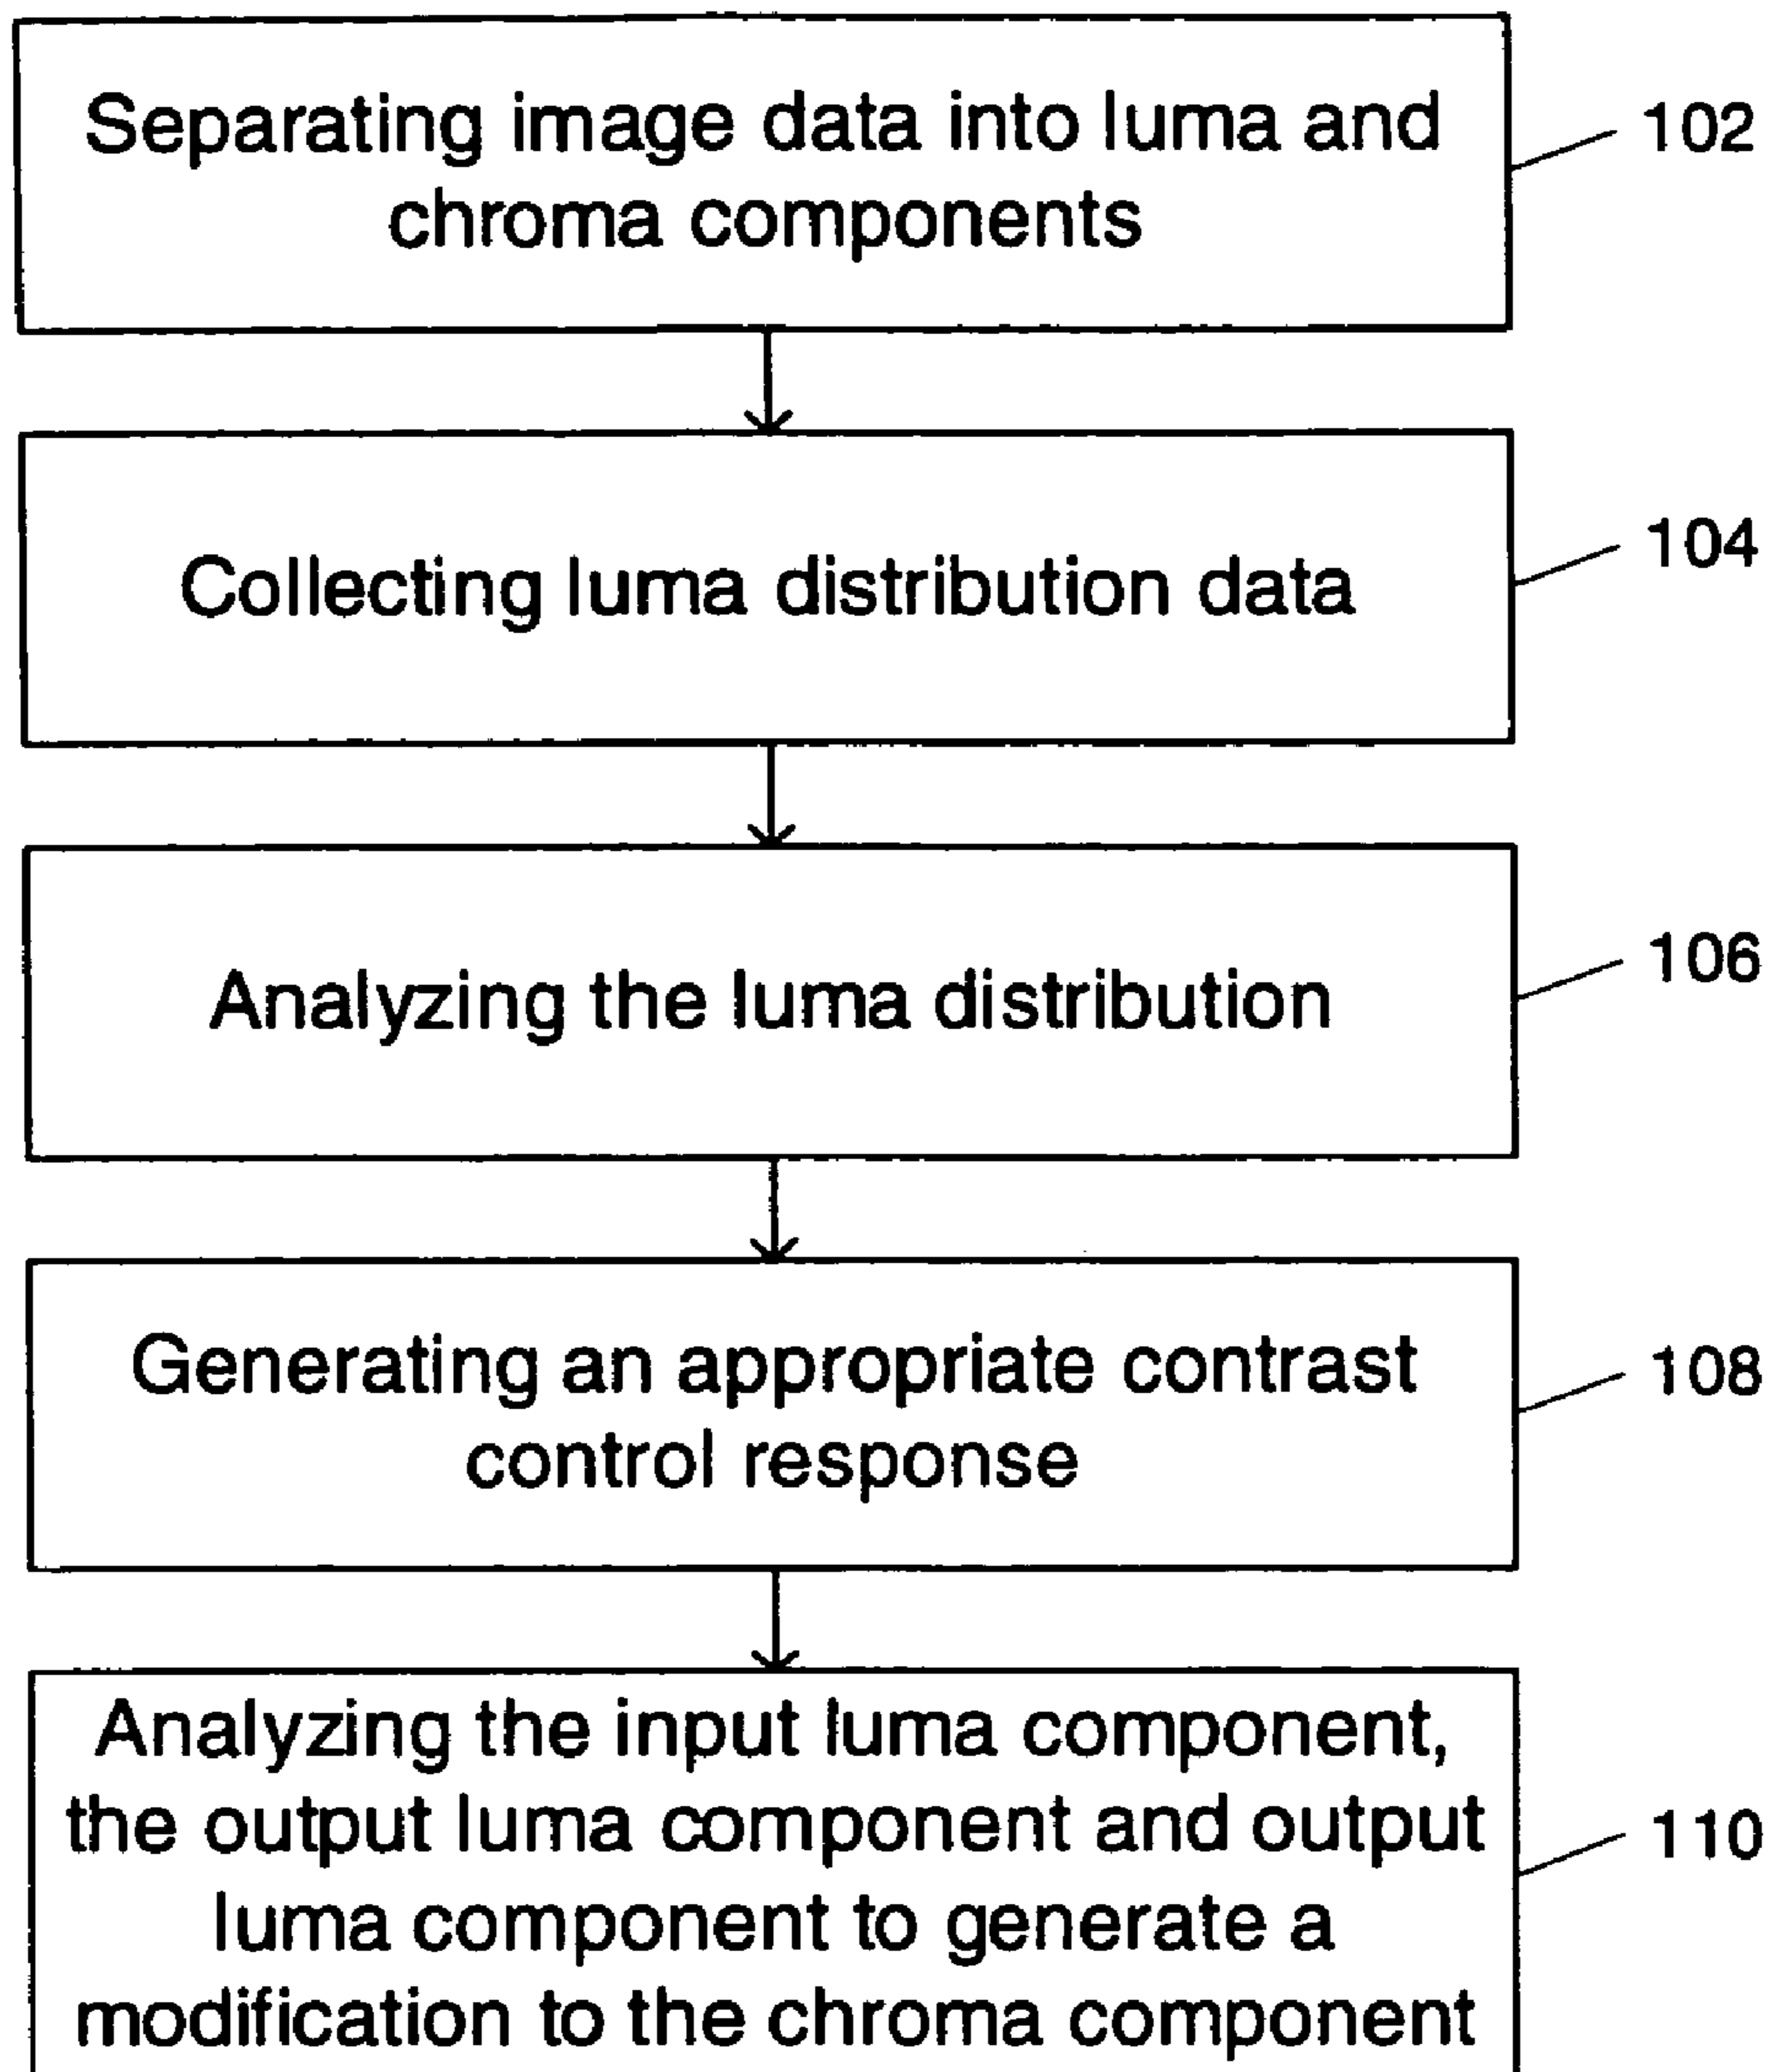 Separating image data into luma and
chroma components
102
Collecting luma distribution data
104
Analyzing the luma distribution
106
Generating an appropriate contrast
control response
108
Analyzing the input luma component,
the output luma component and output
luma component to generate a
modification to the chroma component
110